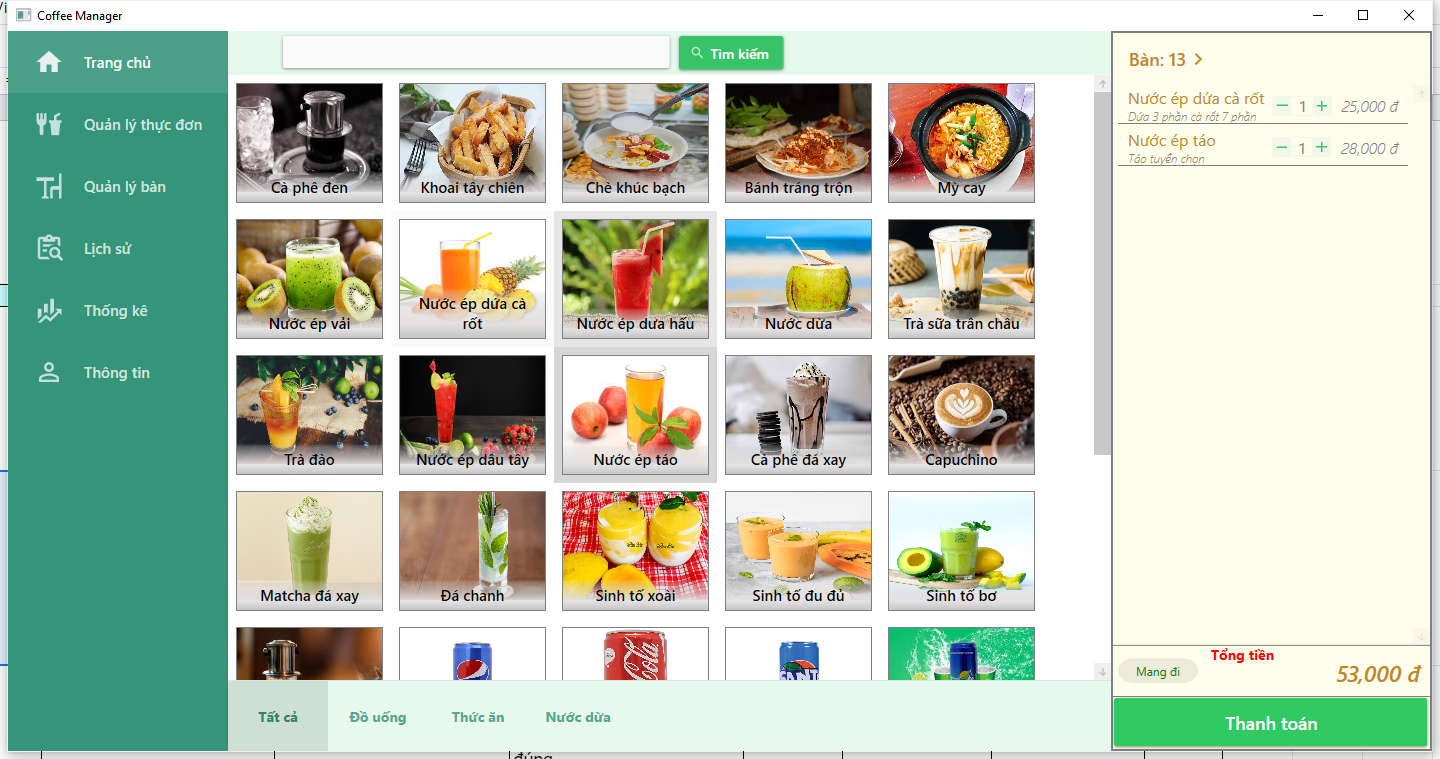 Coffee Manager
Trang chủ
Quản lý thực đơn
Quản lý bàn
Lịch sử
Thống kê
Thông tin
Tìm kiếm
Cà phê đen
Khoai tây chiên
Chè khúc bạch
Bánh tráng trộn
Mỳ cay
Nước ép vải
Nước ép dứa cà
rốt
Nước ép dưa hấu
Nước dừa
Trà sữa trân châu
Trà đào
Nước ép dâu tây
Nước ép táo
Cà phê đá xay
Capuchino
Matcha đá xay
Đá chanh
Sinh tố xoài
Sinh tố đu đủ
Sinh tố bơ
Tất cả
Đồ uống
Thức ăn
Nước dừa
Bàn: 13
Nước ép dứa cà rốt
1
25,000 đ
Dứa 3 phần cà rốt 7 phần
Nước ép táo
1
28,000 đ
Táo tuyển chọn
Tổng tiền
Mang đi
53,000 đ
Thanh toán
đúng